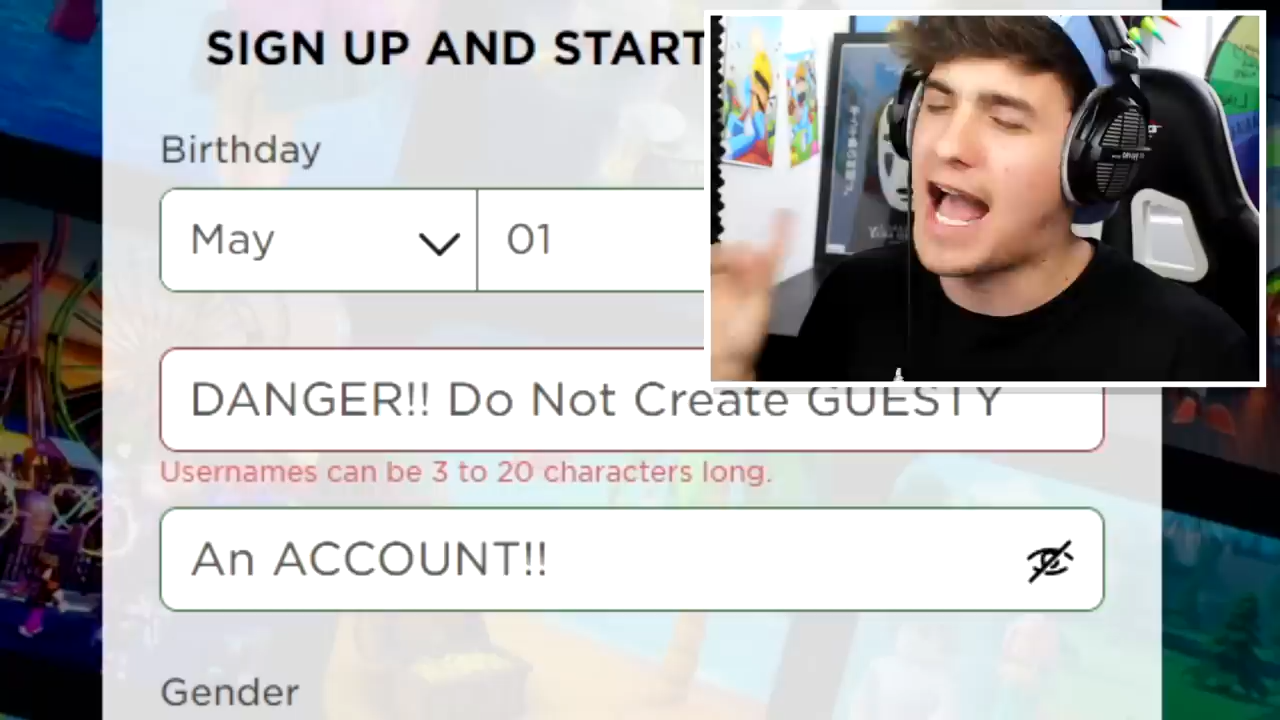 SIGN UP AND START
Birthday
May
01
DANGER!! Do Not Create GUESTY
Usernames can be 3 to 20 characters long.
An ACCOUNT!!
Gender